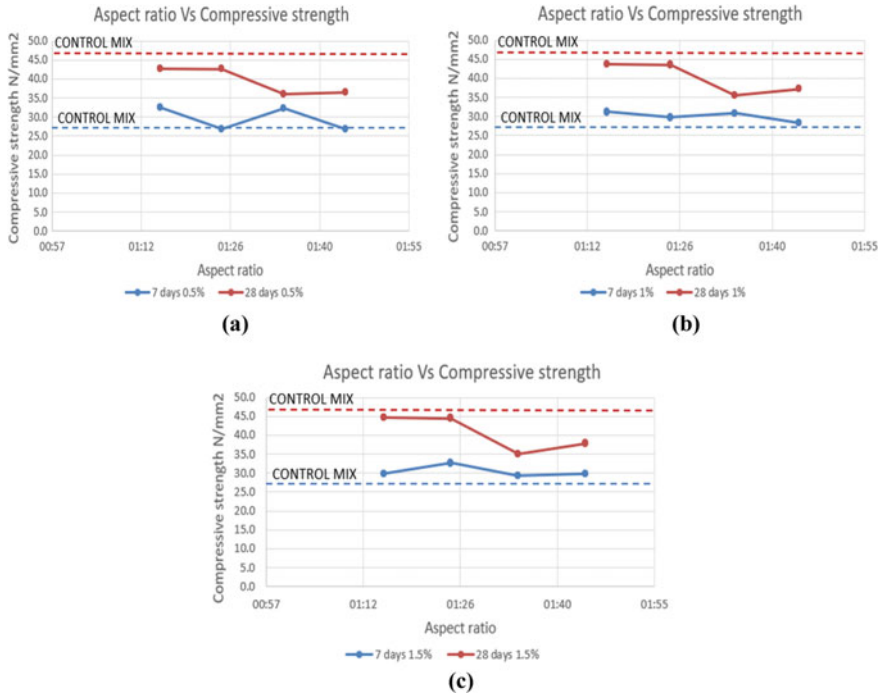 Aspect ratio Vs Compressive strength
Compressive strength N/mm2
50.0
45.0
40.0
35.0
30.0
25.0
20.0
15.0
10.0
5.0
0.0
CONTROL MIX
CONTROL MIX
00:57 01:12 01:26 01:40 01:55
Aspect ratio
7 days 0.5% 28 days 0.5%
(a)
Aspect ratio Vs Compressive strength
Compressive strength N/mm2
50.0
45.0
40.0
35.0
30.0
25.0
20.0
15.0
10.0
5.0
0.0
CONTROL MIX
CONTROL MIX
00:57 01:12 01:26 01:40 01:55
Aspect ratio
7 days 1% 28 days 1%
(b)
Aspect ratio Vs Compressive strength
Compressive strength N/mm2
50.0
45.0
40.0
35.0
30.0
25.0
20.0
15.0
10.0
5.0
0.0
CONTROL MIX
CONTROL MIX
00:57 01:12 01:26 01:40 01:55
Aspect ratio
7 days 1.5% 28 days 1.5%
(c)